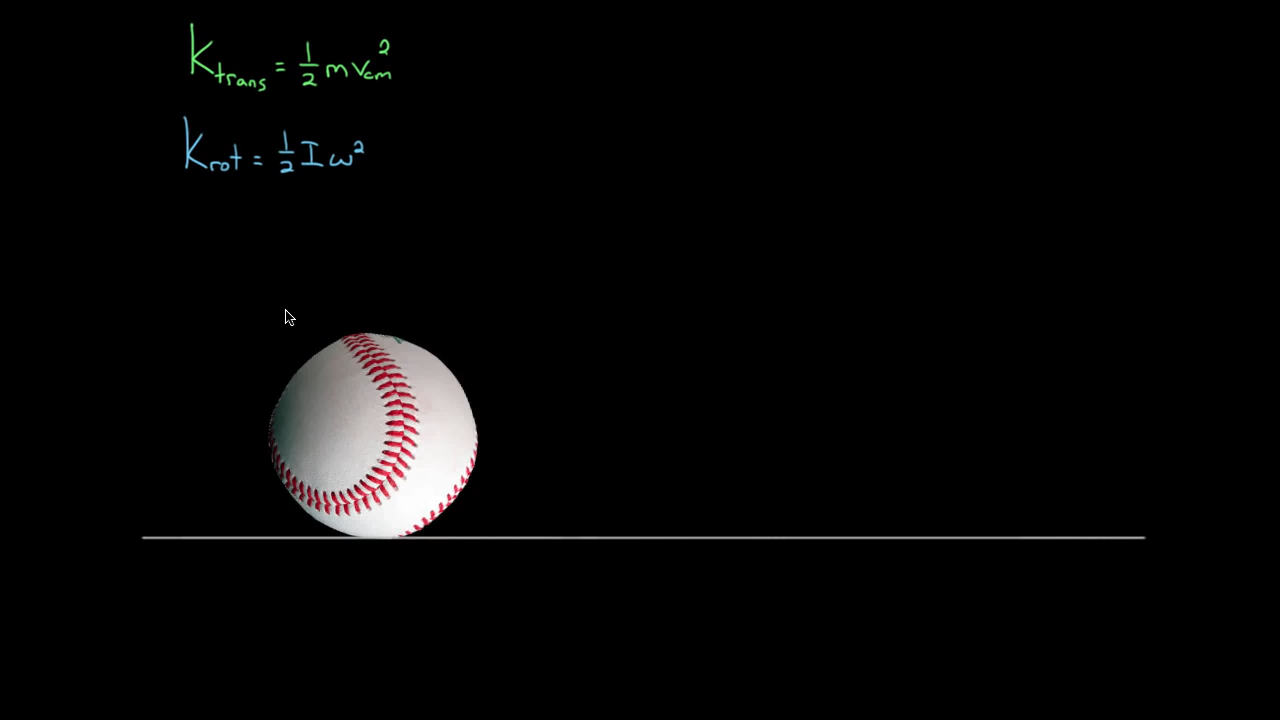 K_trans = 1/2 m v_cm^2
K_rot = 1/2 I ω^2